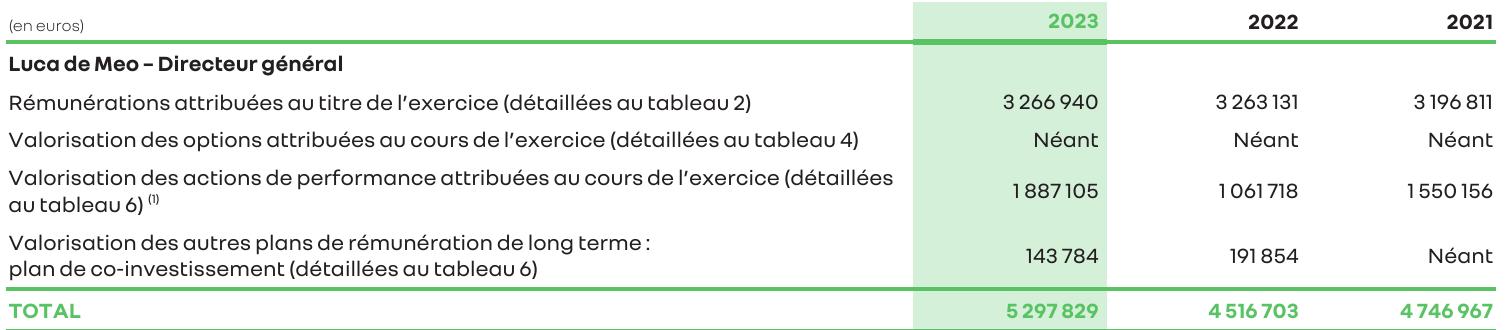 (en euros) 2023 2022 2021
Luca de Meo – Directeur général
Rémunérations attribuées au titre de l’exercice (détaillées au tableau 2) 3 266 940 3 263 131 3 196 811
Valorisation des options attribuées au cours de l’exercice (détaillées au tableau 4) Néant Néant Néant
Valorisation des actions de performance attribuées au cours de l’exercice (détaillées
au tableau 6) (1) 1 887 105 1 061 718 1 550 156
Valorisation des autres plans de rémunération de long terme :
plan de co-investissement (détaillées au tableau 6) 143 784 191 854 Néant
TOTAL 5 297 829 4 516 703 4 746 967